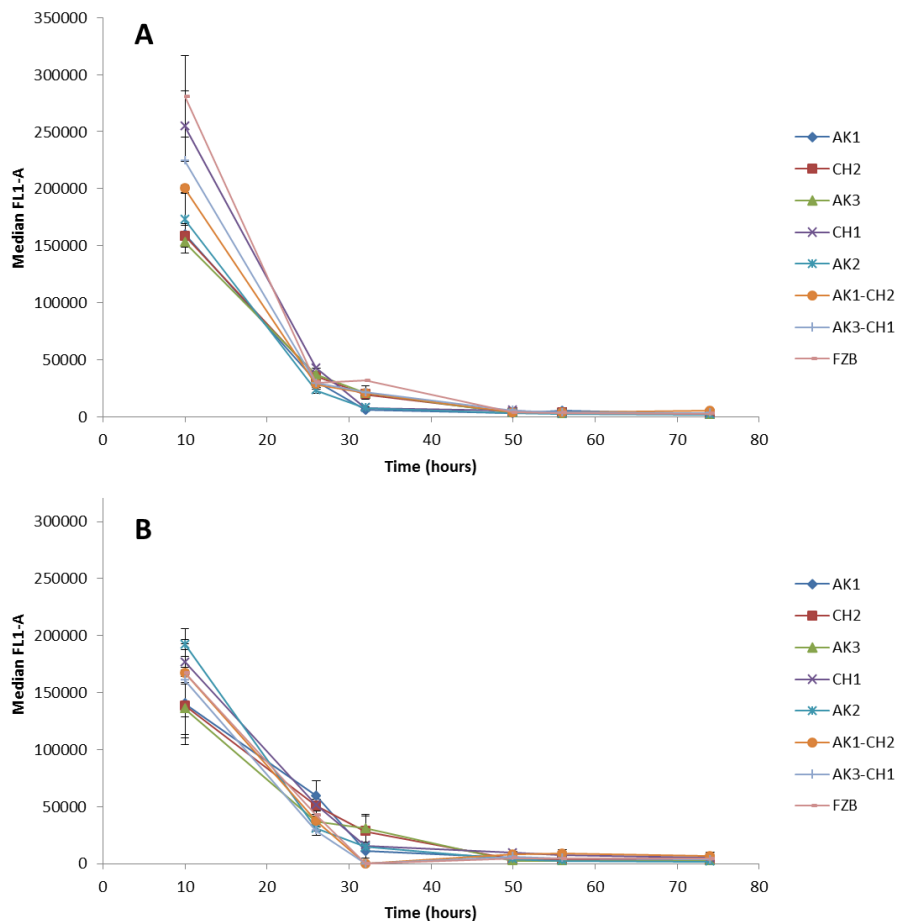 A
350000
300000
250000
200000
150000
100000
50000
0
Median FL1-A
0 10 20 30 40 50 60 70 80
Time (hours)
AK1
CH2
AK3
CH1
AK2
AK1-CH2
AK3-CH1
FZB
B
300000
250000
200000
150000
100000
50000
0
Median FL1-A
0 10 20 30 40 50 60 70 80
Time (hours)
AK1
CH2
AK3
CH1
AK2
AK1-CH2
AK3-CH1
FZB